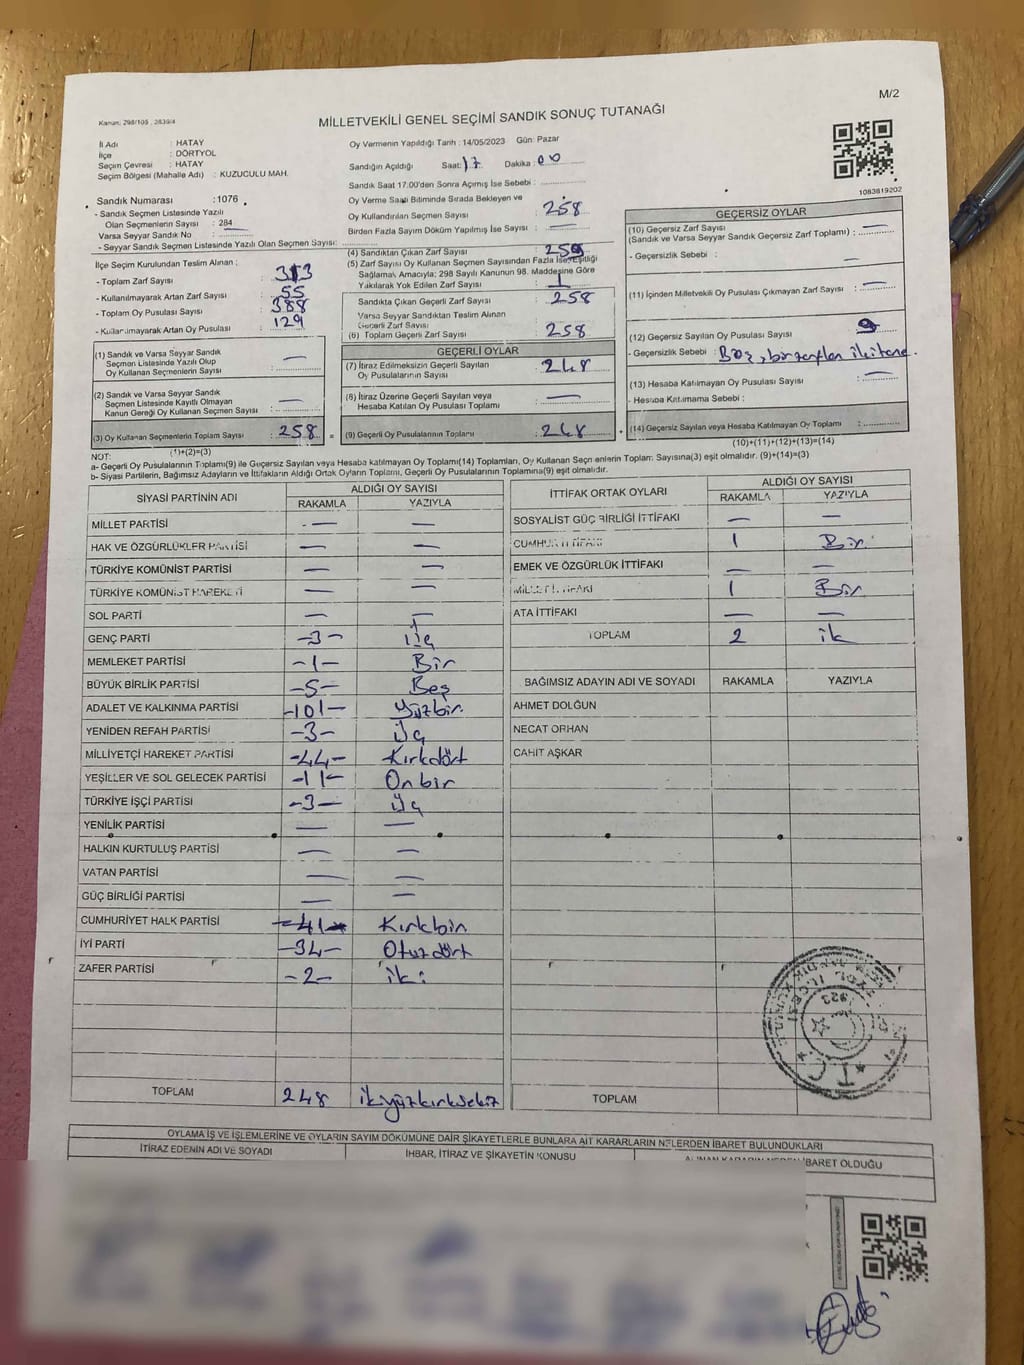 M/2
Kanun: 298/105, 2839/4
MİLLETVEKİLİ GENEL SEÇİMİ SANDIK SONUÇ TUTANAĞI
İl Adı : HATAY
İlçe : DÖRTYOL
Seçim Çevresi : HATAY
Seçim Bölgesi (Mahalle Adı) : KUZUCULU MAH.
Oy Vermenin Yapıldığı Tarih : 14/05/2023 Gün: Pazar
Sandığın Açıldığı Saat: 17 Dakika: 00
Sandık Saat 17.00'den Sonra Açılmış İse Sebebi :
1083819202
Sandık Numarası : 1076
- Sandık Seçmen Listesinde Yazılı
Olan Seçmenlerin Sayısı : 284
Varsa Seyyar Sandık No :
- Seyyar Sandık Seçmen Listesinde Yazılı Olan Seçmen Sayısı:
Oy Verme Saati Bitiminde Sırada Bekleyen ve
Oy Kullandırılan Seçmen Sayısı : 258
Birden Fazla Sayım Döküm Yapılmış İse Sayısı : —
İlçe Seçim Kurulundan Teslim Alınan :
- Toplam Zarf Sayısı : 313
- Kullanılmayarak Artan Zarf Sayısı : 55
- Toplam Oy Pusulası Sayısı : 388
- Kullanılmayarak Artan Oy Pusulası : 129
(4) Sandıktan Çıkan Zarf Sayısı : 259
(5) Zarf Sayısı Oy Kullanan Seçmen Sayısından Fazla İse, Eşitliği
Sağlamak Amacıyla; 298 Sayılı Kanunun 98. Maddesine Göre
Yakılarak Yok Edilen Zarf Sayısı : 1
Sandıkta Çıkan Geçerli Zarf Sayısı : 258
Varsa Seyyar Sandıktan Teslim Alınan
Geçerli Zarf Sayısı :
(6) Toplam Geçerli Zarf Sayısı : 258
GEÇERSİZ OYLAR
(10) Geçersiz Zarf Sayısı
(Sandık ve Varsa Seyyar Sandık Geçersiz Zarf Toplamı) : —
- Geçersizlik Sebebi : —
(11) İçinden Milletvekili Oy Pusulası Çıkmayan Zarf Sayısı : —
(12) Geçersiz Sayılan Oy Pusulası Sayısı :
- Geçersizlik Sebebi : Boş, bir zarftan iki tane
(13) Hesaba Katılmayan Oy Pusulası Sayısı : —
- Hesaba Katılmama Sebebi :
(14) Geçersiz Sayılan veya Hesaba Katılmayan Oy Toplamı :
(10)+(11)+(12)+(13)=(14)
(1) Sandık ve Varsa Seyyar Sandık
Seçmen Listesinde Yazılı Olup
Oy Kullanan Seçmenlerin Sayısı : —
(2) Sandık ve Varsa Seyyar Sandık
Seçmen Listesinde Kayıtlı Olmayan
Kanun Gereği Oy Kullanan Seçmen Sayısı : —
(3) Oy Kullanan Seçmenlerin Toplam Sayısı : 258 =
(1)+(2)=(3)
GEÇERLİ OYLAR
(7) İtiraz Edilmeksizin Geçerli Sayılan
Oy Pusulalarının Sayısı : 248
(8) İtiraz Üzerine Geçerli Sayılan veya
Hesaba Katılan Oy Pusulası Toplamı : —
(9) Geçerli Oy Pusulalarının Toplamı : 248 +
NOT:
a- Geçerli Oy Pusulalarının Toplamı(9) ile Geçersiz Sayılan veya Hesaba katılmayan Oy Toplamı(14) Toplamları, Oy Kullanan Seçmenlerin Toplam Sayısına(3) eşit olmalıdır. (9)+(14)=(3)
b- Siyasi Partilerin, Bağımsız Adayların ve İttifakların Aldığı Ortak Oyların Toplamı, Geçerli Oy Pusulalarının Toplamına(9) eşit olmalıdır.
SİYASİ PARTİNİN ADI ALDIĞI OY SAYISI
RAKAMLA YAZIYLA
MİLLET PARTİSİ — —
HAK VE ÖZGÜRLÜKLER PARTİSİ — —
TÜRKİYE KOMÜNİST PARTİSİ — —
TÜRKİYE KOMÜNİST HAREKETİ — —
SOL PARTİ — —
GENÇ PARTİ -3- üç
MEMLEKET PARTİSİ -1- Bir
BÜYÜK BİRLİK PARTİSİ -5- Beş
ADALET VE KALKINMA PARTİSİ -101- Yüzbir
YENİDEN REFAH PARTİSİ -3- Üç
MİLLİYETÇİ HAREKET PARTİSİ -44- Kırkdört
YEŞİLLER VE SOL GELECEK PARTİSİ -11- Onbir
TÜRKİYE İŞÇİ PARTİSİ -3- Üç
YENİLİK PARTİSİ — —
HALKIN KURTULUŞ PARTİSİ — —
VATAN PARTİSİ — —
GÜÇ BİRLİĞİ PARTİSİ — —
CUMHURİYET HALK PARTİSİ -41- Kırkbir
İYİ PARTİ -34- Otuzdört
ZAFER PARTİSİ -2- iki
TOPLAM 248 ikiyüzkırksekiz
İTTİFAK ORTAK OYLARI ALDIĞI OY SAYISI
RAKAMLA YAZIYLA
SOSYALİST GÜÇ BİRLİĞİ İTTİFAKI — —
CUMHUR İTTİFAKI 1 Bir
EMEK VE ÖZGÜRLÜK İTTİFAKI — —
MİLLET İTTİFAKI 1 Bir
ATA İTTİFAKI — —
TOPLAM 2 ik
BAĞIMSIZ ADAYIN ADI VE SOYADI RAKAMLA YAZIYLA
AHMET DOLĞUN
NECAT ORHAN
CAHİT AŞKAR
TOPLAM
T.C.
OYLAMA İŞ VE İŞLEMLERİNE VE OYLARIN SAYIM DÖKÜMÜNE DAİR ŞİKAYETLERLE BUNLARA AİT KARARLARIN NELERDEN İBARET BULUNDUKLARI
İTİRAZ EDENİN ADI VE SOYADI İHBAR, İTİRAZ VE ŞİKAYETİN KONUSU ALINAN KARARIN NEDEN İBARET OLDUĞU